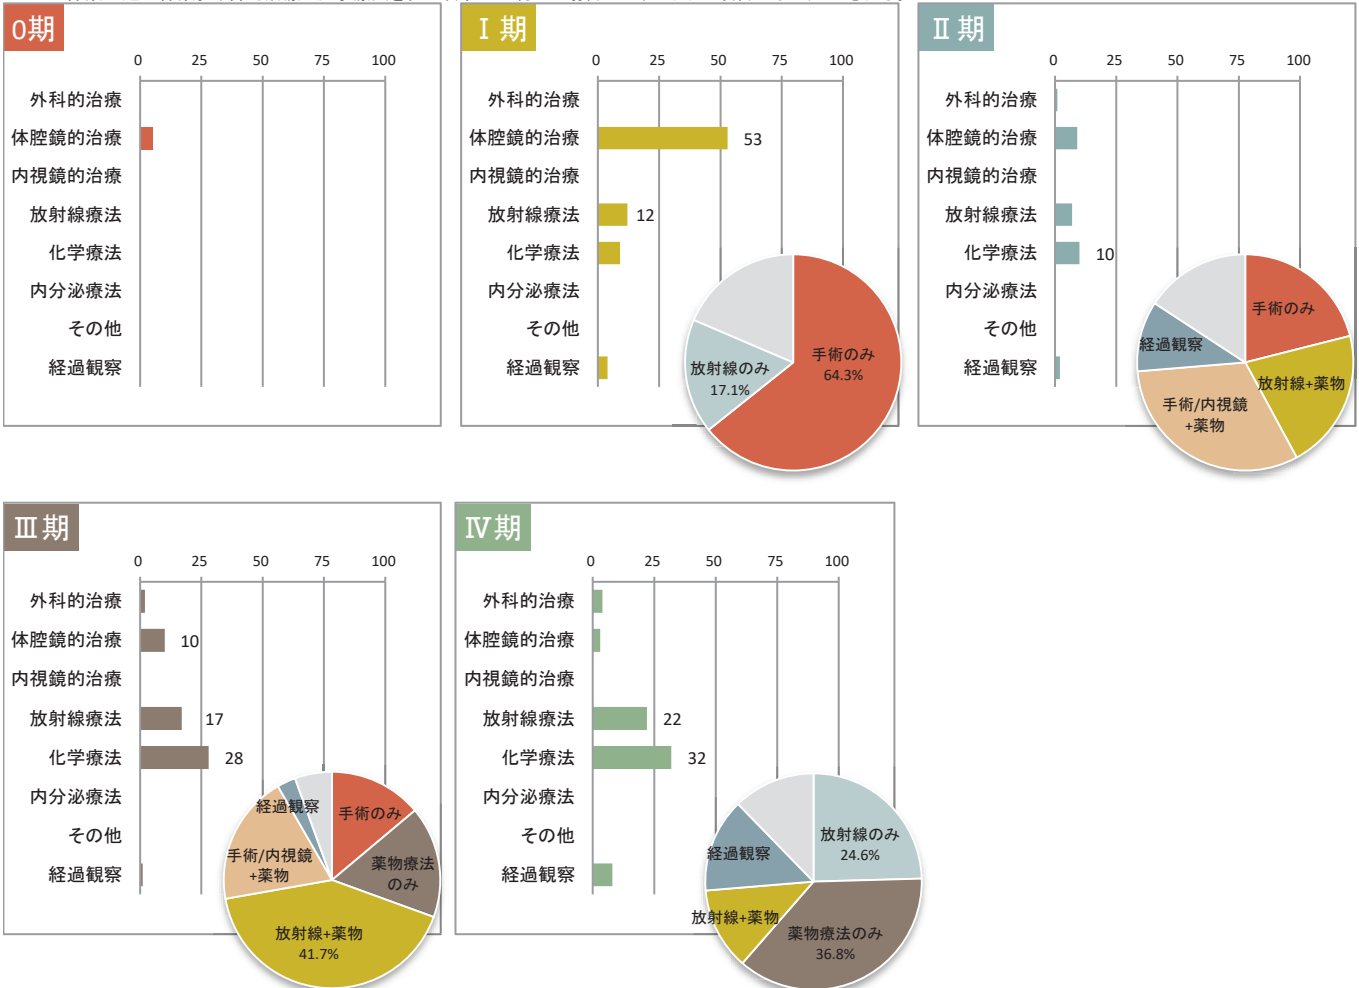 0期
0 25 50 75 100
外科的治療
体腔鏡的治療
内視鏡的治療
放射線療法
化学療法
内分泌療法
その他
経過観察
Ⅰ期
0 25 50 75 100
外科的治療
体腔鏡的治療 53
内視鏡的治療
放射線療法 12
化学療法
内分泌療法
その他
経過観察
手術のみ
64.3%
放射線のみ
17.1%
Ⅱ期
0 25 50 75 100
外科的治療
体腔鏡的治療
内視鏡的治療
放射線療法
化学療法 10
内分泌療法
その他
経過観察
手術のみ
経過観察
放射線+薬物
手術/内視鏡
+薬物
Ⅲ期
0 25 50 75 100
外科的治療
体腔鏡的治療 10
内視鏡的治療
放射線療法 17
化学療法 28
内分泌療法
その他
経過観察
経過観察
手術のみ
手術/内視鏡
+薬物
薬物療法
のみ
放射線+薬物
41.7%
Ⅳ期
0 25 50 75 100
外科的治療
体腔鏡的治療
内視鏡的治療
放射線療法 22
化学療法 32
内分泌療法
その他
経過観察
放射線のみ
24.6%
経過観察
放射線+薬物
薬物療法のみ
36.8%